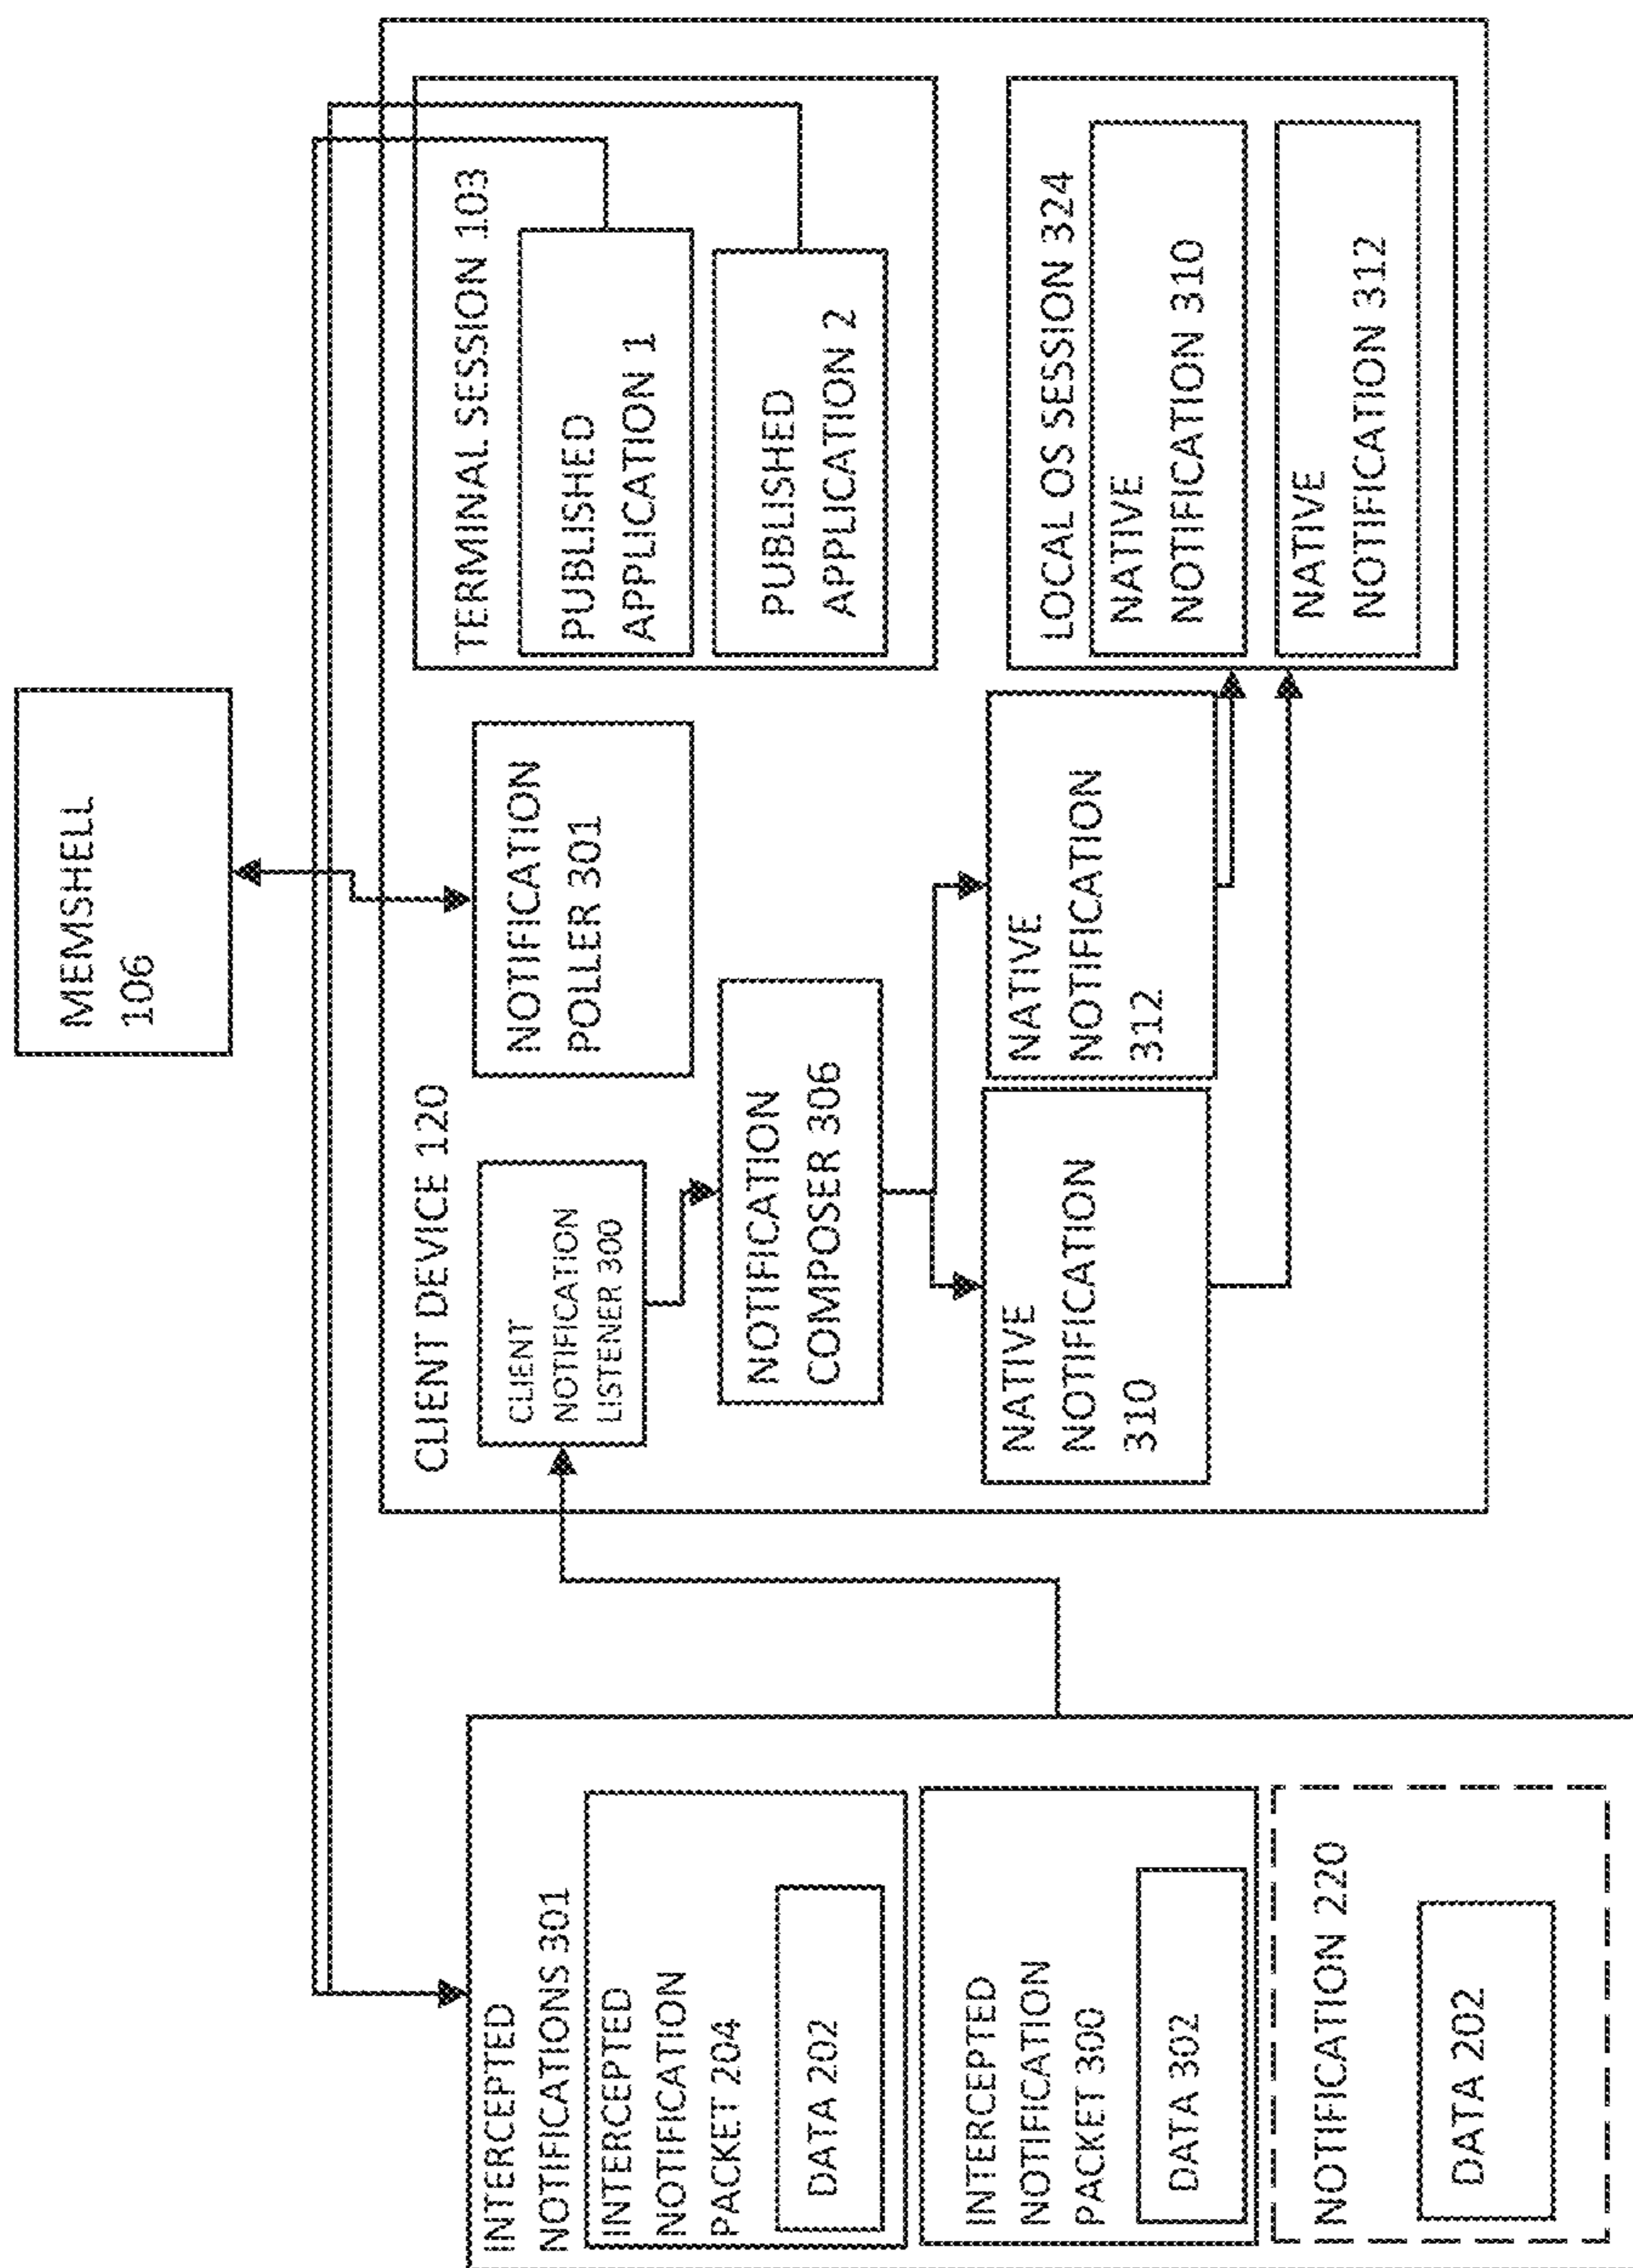 MEMSHELL
106
CLIENT DEVICE 120
CLIENT
NOTIFICATION
LISTENER 300
NOTIFICATION
POLLER 301
TERMINAL SESSION 103
PUBLISHED
APPLICATION 1
PUBLISHED
APPLICATION 2
NOTIFICATION
COMPOSER 306
NATIVE
NOTIFICATION
310
NATIVE
NOTIFICATION
312
LOCAL OS SESSION 324
NATIVE
NOTIFICATION 310
NATIVE
NOTIFICATION 312
INTERCEPTED
NOTIFICATIONS 301
INTERCEPTED
NOTIFICATION
PACKET 204
DATA 202
INTERCEPTED
NOTIFICATION
PACKET 300
DATA 302
NOTIFICATION 220
DATA 202